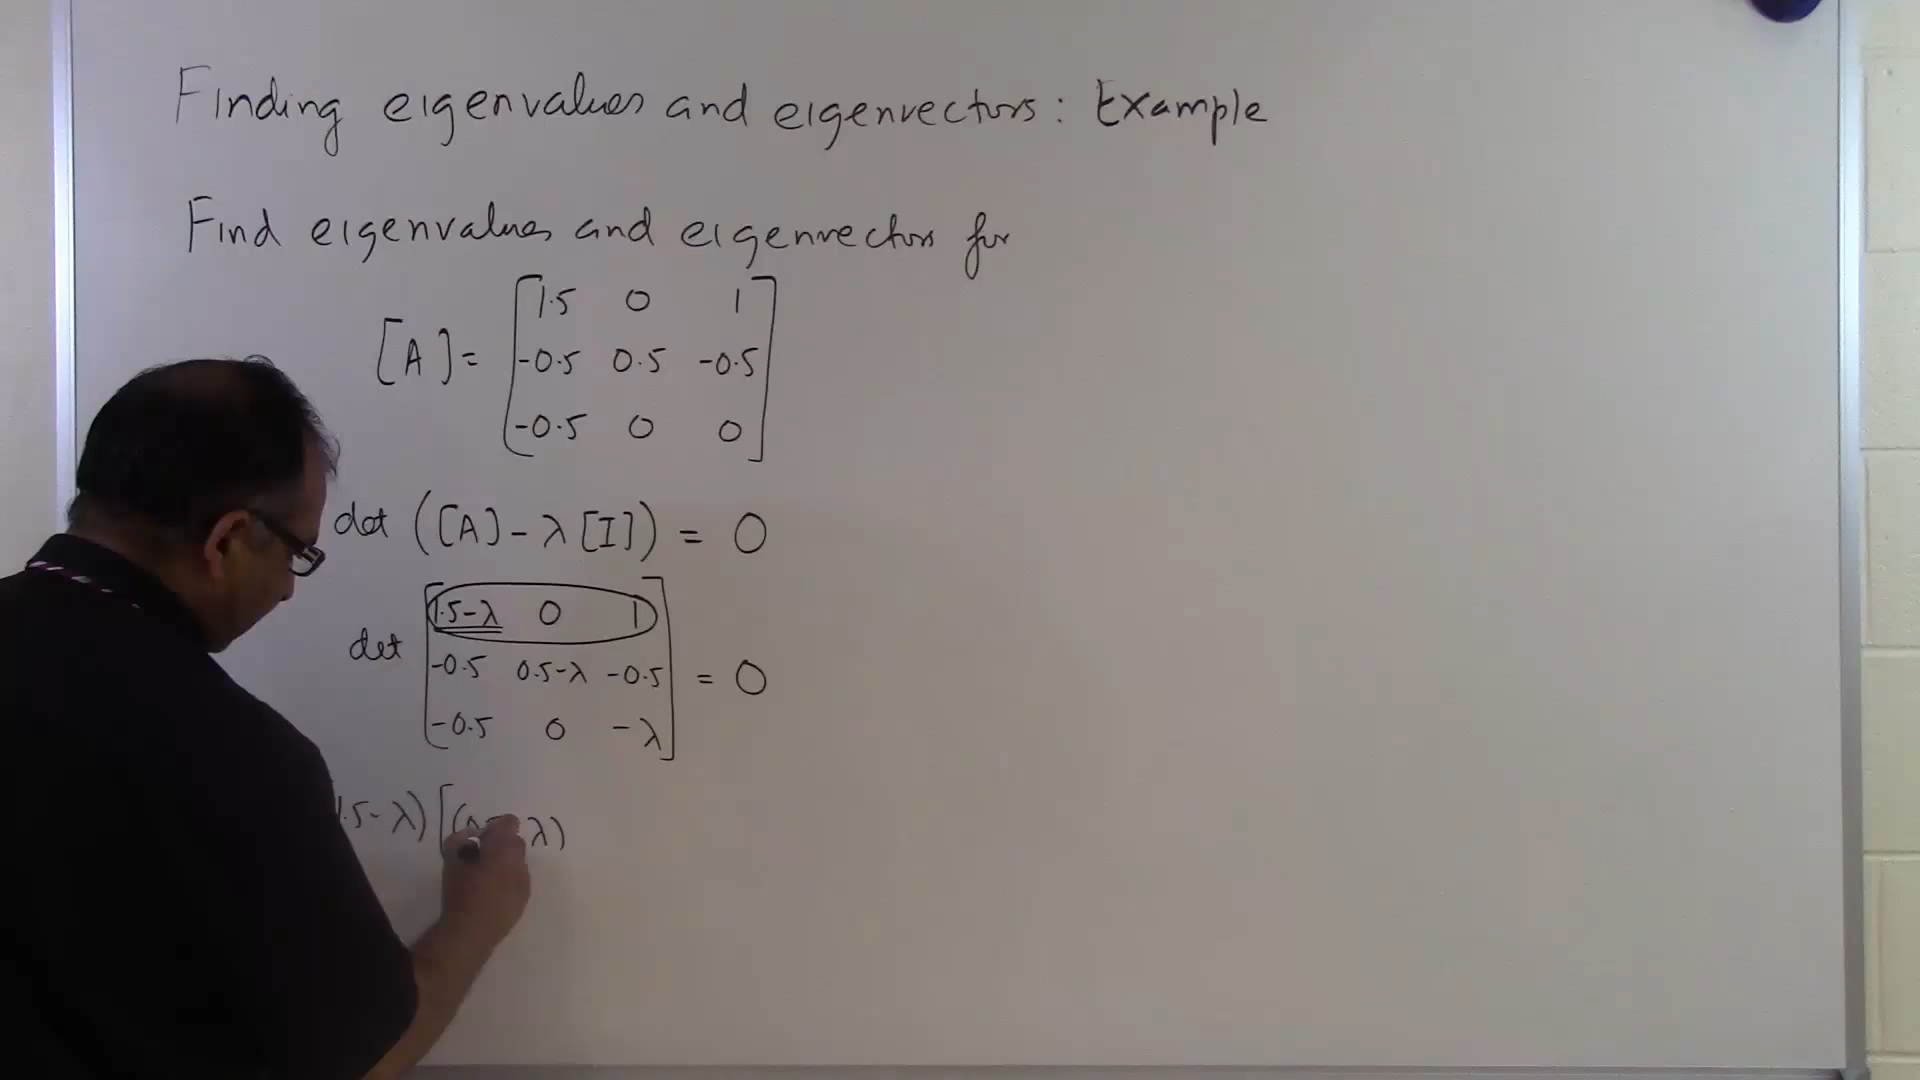 Finding eigenvalues and eigenvectors: Example
Find eigenvalues and eigenvectors for
[A] = [1.5 0 1
-0.5 0.5 -0.5
-0.5 0 0]
det ([A] - λ [I]) = 0
det [1.5-λ 0 1
-0.5 0.5-λ -0.5
-0.5 0 -λ] = 0
.5-λ) [( λ)